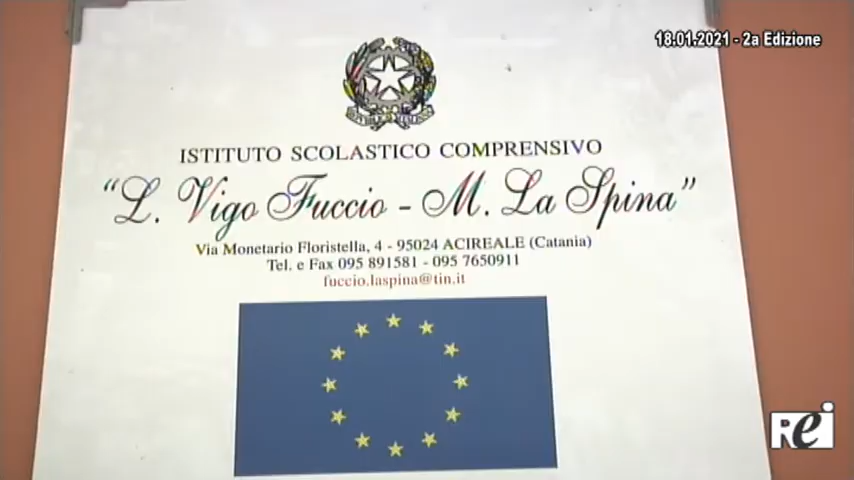 18.01.2021 - 2a Edizione
ISTITUTO SCOLASTICO COMPRENSIVO
“L. Vigo Fuccio - M. La Spina”
Via Monetario Floristella, 4 - 95024 ACIREALE (Catania)
Tel. e Fax 095 891581 - 095 7650911
fuccio.laspina@tin.it
Rei